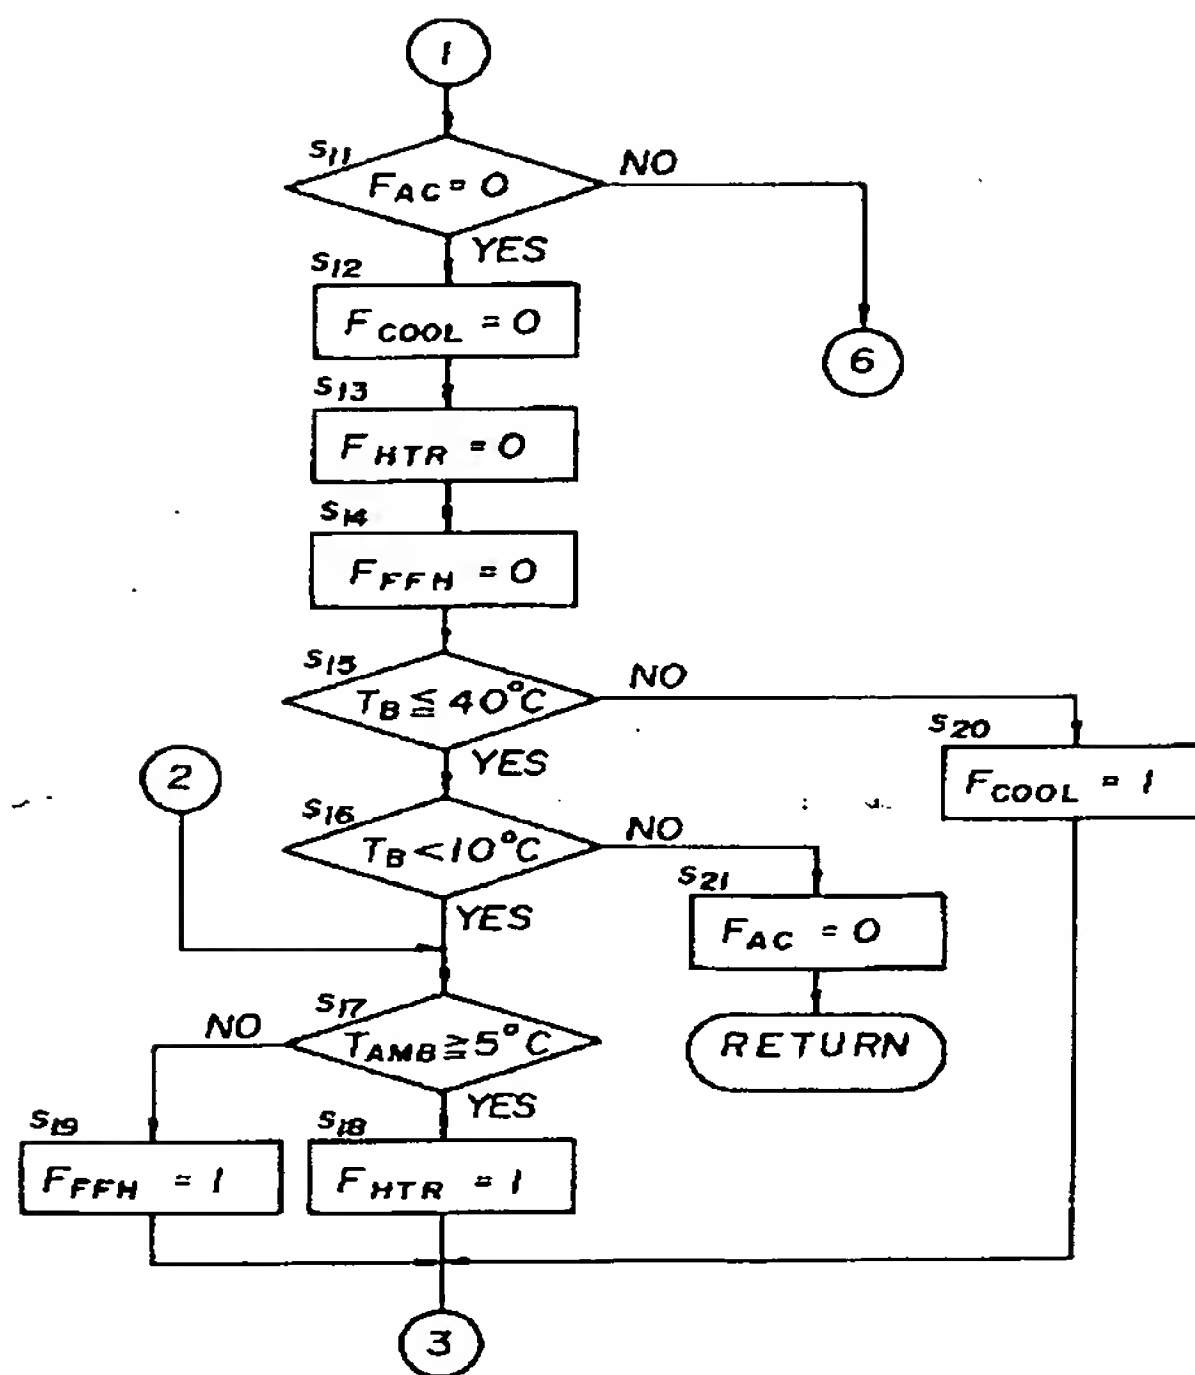 1
S11
FAC = 0
NO
YES
S12
FCOOL = 0
6
S13
FHTR = 0
S14
FFFH = 0
S15
TB ≦ 40°C
NO
YES
S20
FCOOL = 1
2
S16
TB < 10°C
NO
YES
S21
FAC = 0
S17
TAMB ≧ 5°C
NO
YES
RETURN
S19
FFFH = 1
S18
FHTR = 1
3